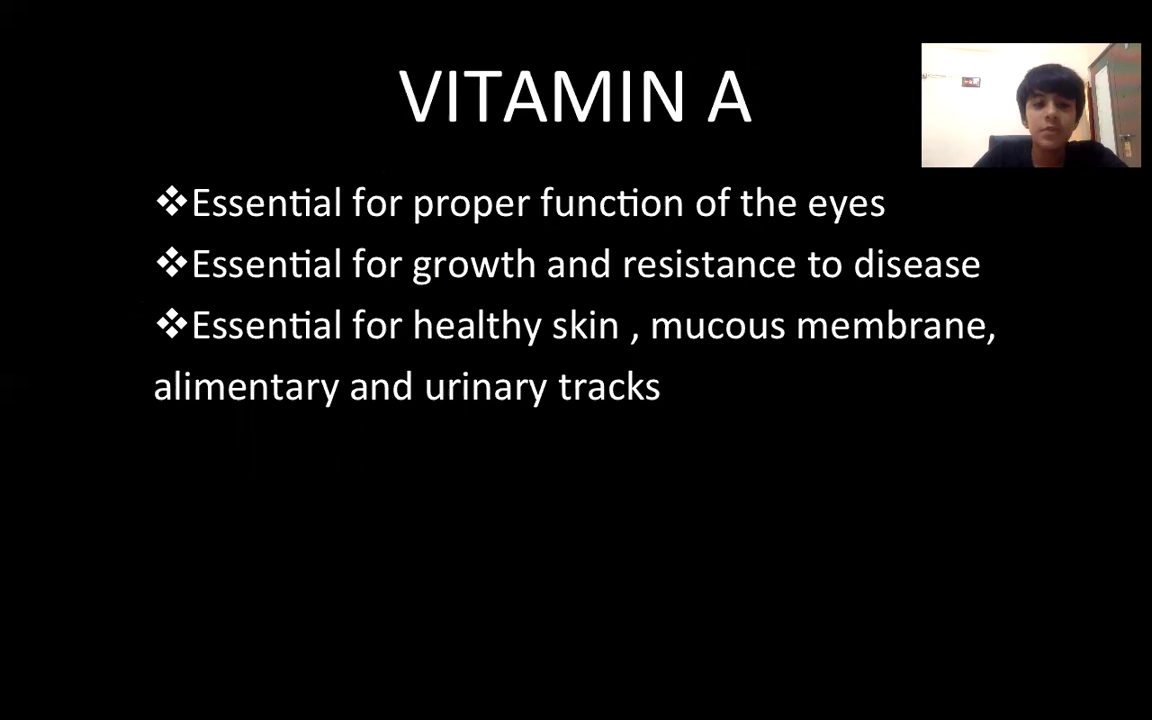 VITAMIN A
❖Essential for proper function of the eyes
❖Essential for growth and resistance to disease
❖Essential for healthy skin , mucous membrane,
alimentary and urinary tracks